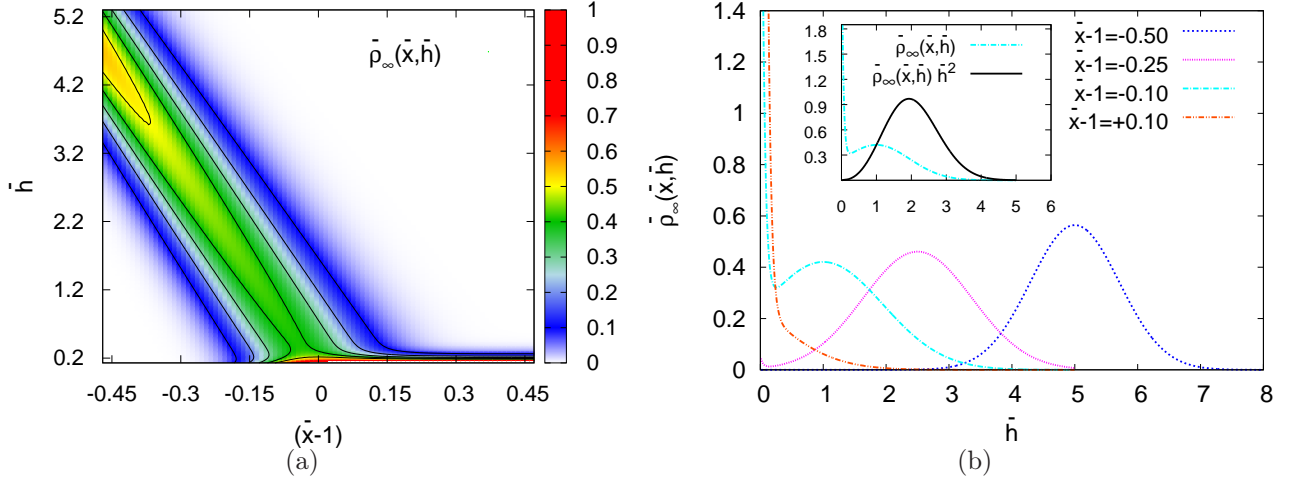 5.2
4.2
3.2
2.2
1.2
0.2
h̄
-0.45 -0.3 -0.15 0 0.15 0.3 0.45
(x̄-1)
ρ̄∞(x̄,h̄)
1
0.9
0.8
0.7
0.6
0.5
0.4
0.3
0.2
0.1
0
(a)
1.4
1.2
1
0.8
0.6
0.4
0.2
0
ρ̄∞(x̄,h̄)
0 1 2 3 4 5 6 7 8
h̄
x̄-1=-0.50
x̄-1=-0.25
x̄-1=-0.10
x̄-1=+0.10
1.8
1.5
1.2
0.9
0.6
0.3
0 1 2 3 4 5 6
ρ̄∞(x̄,h̄)
ρ̄∞(x̄,h̄) h̄²
(b)